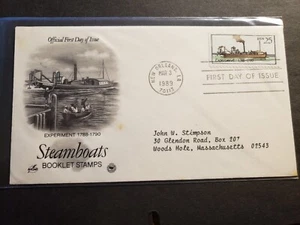 Official First Day of Issue
NEW ORLEANS, LA
MAR 3
1989
70113
25
FIRST DAY OF ISSUE
EXPERIMENT 1788-1790
Steamboats
BOOKLET STAMPS
John W. Stimpson
30 Glendon Road, Box 207
Woods Hole, Massachusetts 02543